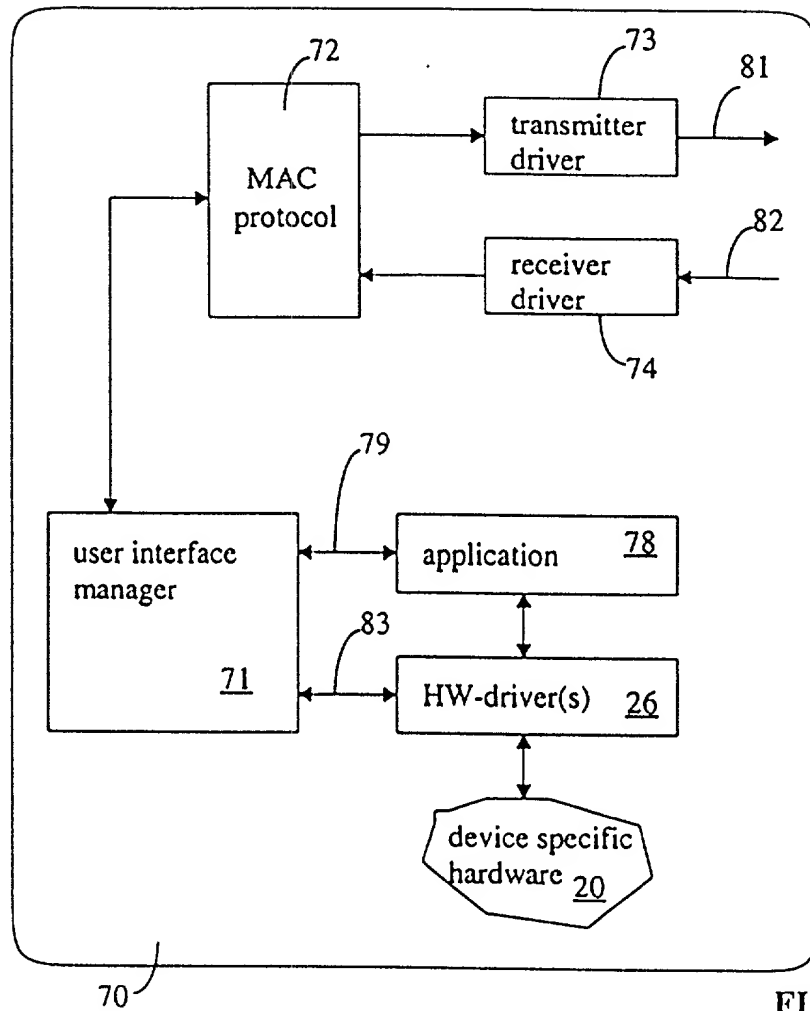 72
73
81
transmitter
driver
MAC
protocol
82
receiver
driver
74
79
user interface
manager
application
78
83
71
HW-driver(s)
26
device specific
hardware
20
70